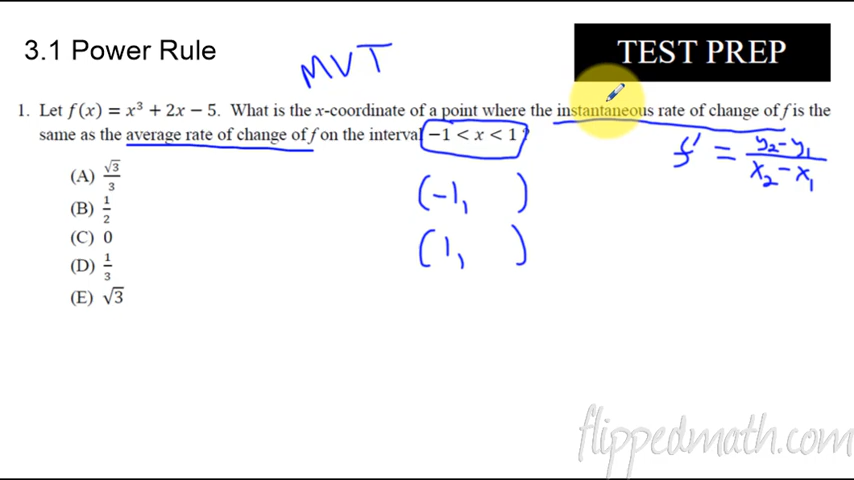 3.1 Power Rule
MVT
TEST PREP
1. Let f(x) = x³ + 2x − 5. What is the x-coordinate of a point where the instantaneous rate of change of f is the
same as the average rate of change of f on the interval −1 < x < 1?
f' = y₂ − y₁ / x₂ − x₁
(A) √3/3
(−1, )
(B) 1/2
(C) 0
(1, )
(D) 1/3
(E) √3
flippedmath.com